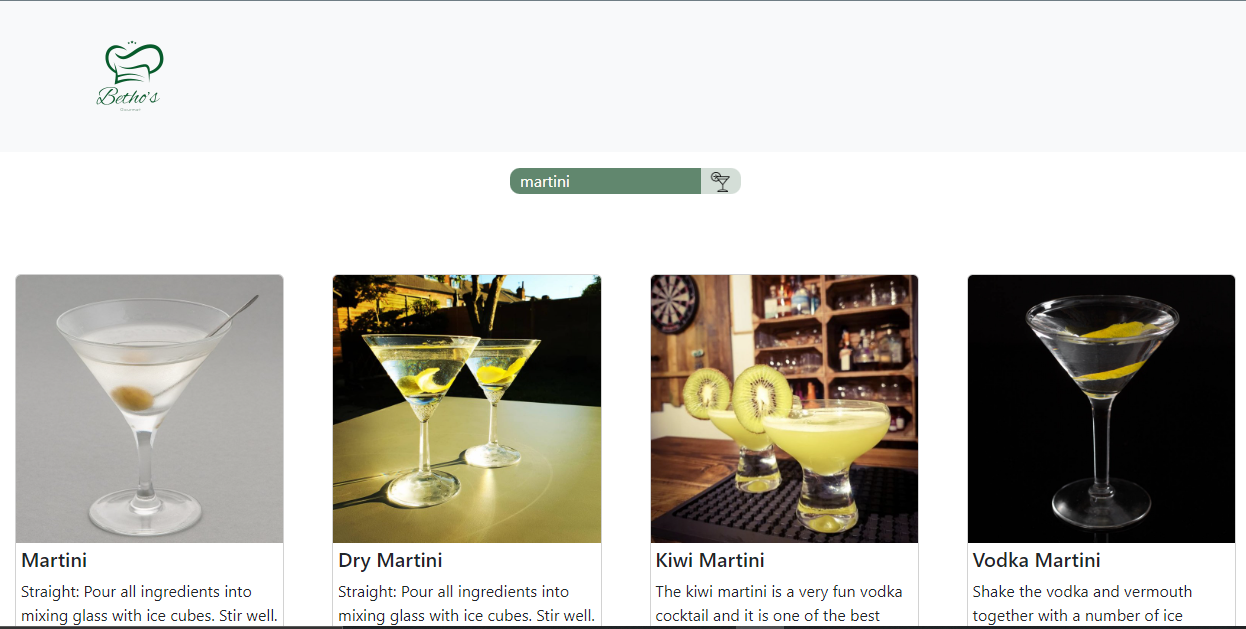 Betho's
Gourmet
martini
Martini
Straight: Pour all ingredients into
mixing glass with ice cubes. Stir well.
Dry Martini
Straight: Pour all ingredients into
mixing glass with ice cubes. Stir well.
Kiwi Martini
The kiwi martini is a very fun vodka
cocktail and it is one of the best
Vodka Martini
Shake the vodka and vermouth
together with a number of ice